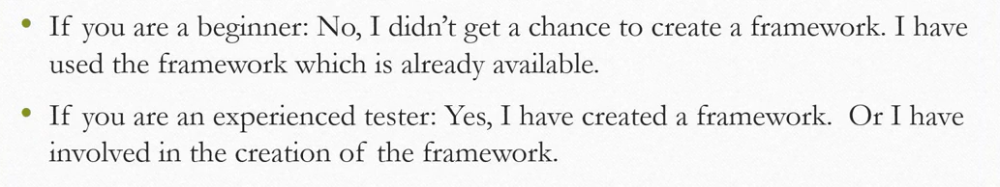 • If you are a beginner: No, I didn’t get a chance to create a framework. I have
used the framework which is already available.
• If you are an experienced tester: Yes, I have created a framework.  Or I have
involved in the creation of the framework.